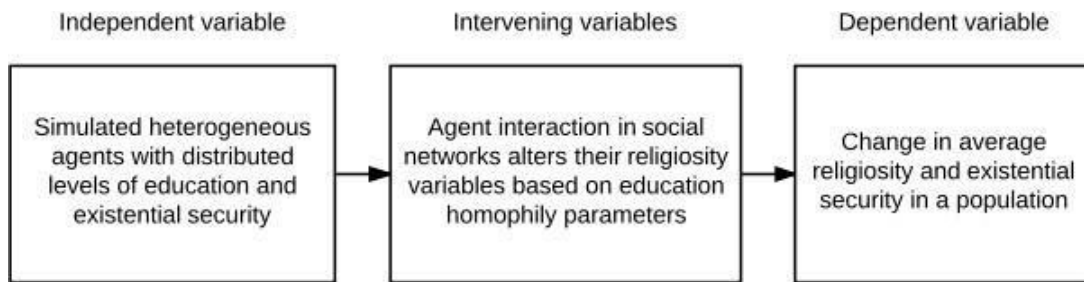 Independent variable
Intervening variables
Dependent variable
Simulated heterogeneous
agents with distributed
levels of education and
existential security
Agent interaction in social
networks alters their religiosity
variables based on education
homophily parameters
Change in average
religiosity and existential
security in a population